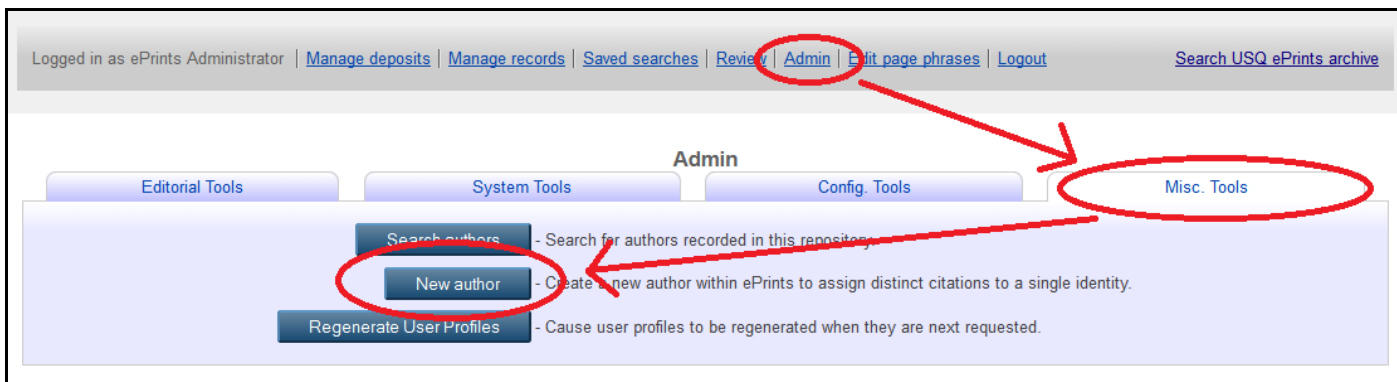 Logged in as ePrints Administrator | Manage deposits | Manage records | Saved searches | Review | Admin | Edit page phrases | Logout Search USQ ePrints archive
Admin
Editorial Tools System Tools Config. Tools Misc. Tools
Search authors - Search for authors recorded in this repository.
New author - Create a new author within ePrints to assign distinct citations to a single identity.
Regenerate User Profiles - Cause user profiles to be regenerated when they are next requested.